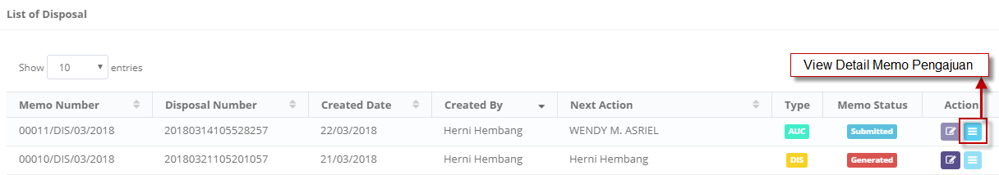 List of Disposal
Show 10 entries
View Detail Memo Pengajuan
Memo Number Disposal Number Created Date Created By Next Action Type Memo Status Action
00011/DIS/03/2018 20180314105528257 22/03/2018 Herni Hembang WENDY M. ASRIEL AUC Submitted
00010/DIS/03/2018 20180321105201057 21/03/2018 Herni Hembang Herni Hembang DIS Generated